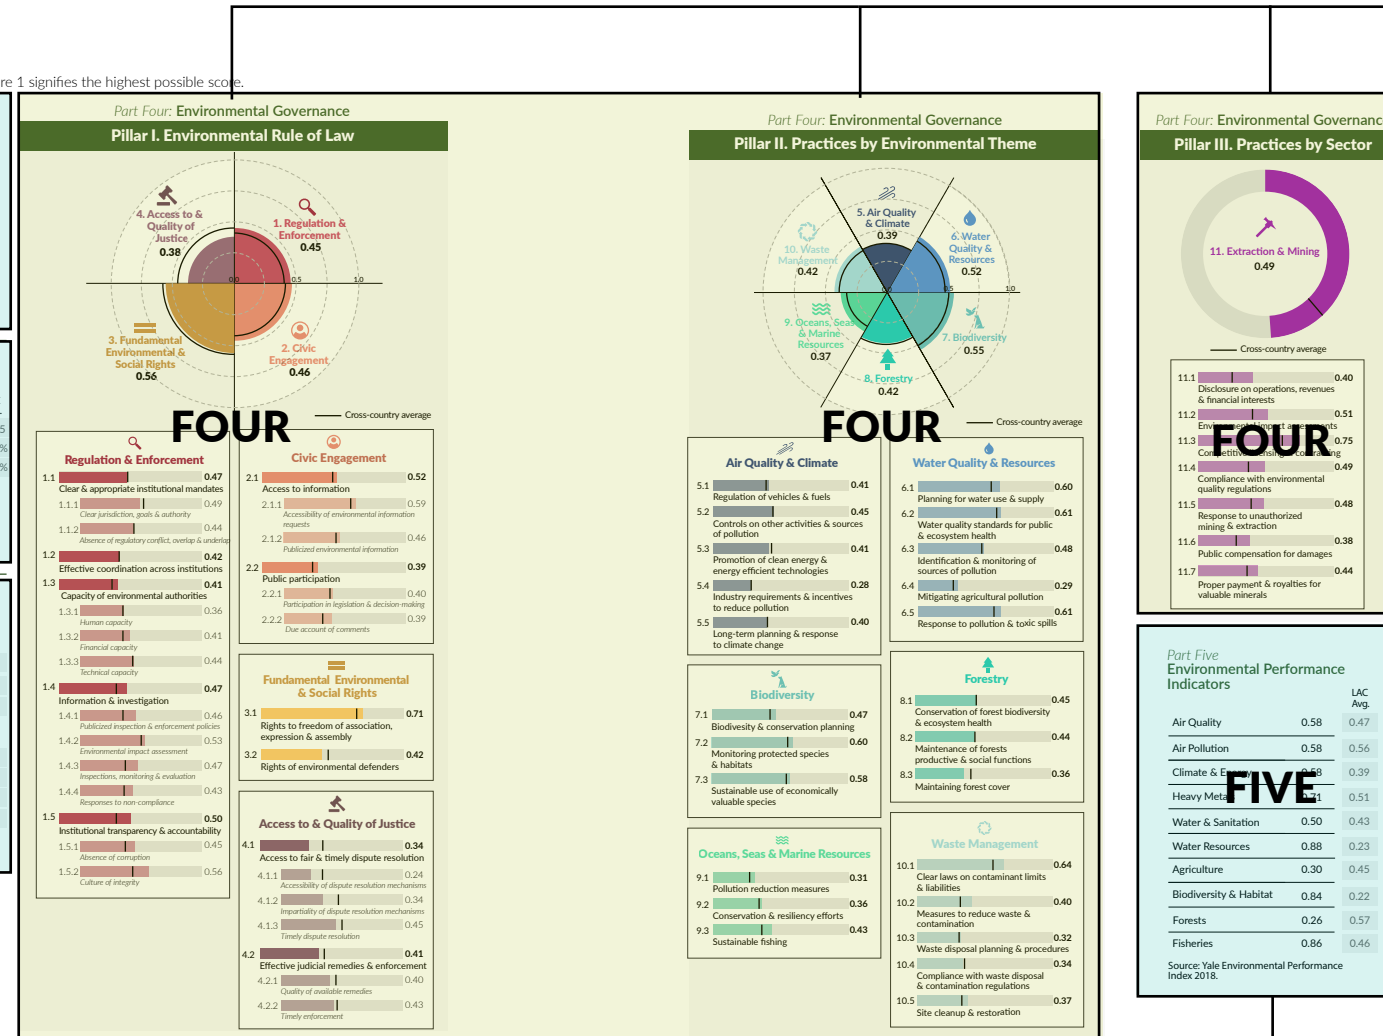 re 1 signifies the highest possible score.
Part Four: Environmental Governance
Pillar I. Environmental Rule of Law
4. Access to &
Quality of
Justice
0.38
1. Regulation &
Enforcement
0.45
0.0
0.5
1.0
3. Fundamental
Environmental &
Social Rights
0.56
2. Civic
Engagement
0.46
Cross-country average
FOUR
Regulation & Enforcement
1.1 0.47
Clear & appropriate institutional mandates
1.1.1 0.49
Clear jurisdiction, goals & authority
1.1.2 0.44
Absence of regulatory conflict, overlap & underlap
1.2 0.42
Effective coordination across institutions
1.3 0.41
Capacity of environmental authorities
1.3.1 0.36
Human capacity
1.3.2 0.41
Financial capacity
1.3.3 0.44
Technical capacity
1.4 0.47
Information & investigation
1.4.1 0.46
Publicized inspection & enforcement policies
1.4.2 0.53
Environmental impact assessment
1.4.3 0.47
Inspections, monitoring & evaluation
1.4.4 0.43
Responses to non-compliance
1.5 0.50
Institutional transparency & accountability
1.5.1 0.45
Absence of corruption
1.5.2 0.56
Culture of integrity
Civic Engagement
2.1 0.52
Access to information
2.1.1 0.59
Accessibility of environmental information
requests
2.1.2 0.46
Publicized environmental information
2.2 0.39
Public participation
2.2.1 0.40
Participation in legislation & decision-making
2.2.2 0.39
Due account of comments
Fundamental Environmental
& Social Rights
3.1 0.71
Rights to freedom of association,
expression & assembly
3.2 0.42
Rights of environmental defenders
Access to & Quality of Justice
4.1 0.34
Access to fair & timely dispute resolution
4.1.1 0.24
Accessibility of dispute resolution mechanisms
4.1.2 0.34
Impartiality of dispute resolution mechanisms
4.1.3 0.45
Timely dispute resolution
4.2 0.41
Effective judicial remedies & enforcement
4.2.1 0.40
Quality of available remedies
4.2.2 0.43
Timely enforcement
Part Four: Environmental Governance
Pillar II. Practices by Environmental Theme
5. Air Quality
& Climate
0.39
6. Water
Quality &
Resources
0.52
10. Waste
Management
0.42
0.0
0.5
1.0
9. Oceans, Seas
& Marine
Resources
0.37
7. Biodiversity
0.55
8. Forestry
0.42
Cross-country average
FOUR
Air Quality & Climate
5.1 0.41
Regulation of vehicles & fuels
5.2 0.45
Controls on other activities & sources
of pollution
5.3 0.41
Promotion of clean energy &
energy efficient technologies
5.4 0.28
Industry requirements & incentives
to reduce pollution
5.5 0.40
Long-term planning & response
to climate change
Water Quality & Resources
6.1 0.60
Planning for water use & supply
6.2 0.61
Water quality standards for public
& ecosystem health
6.3 0.48
Identification & monitoring of
sources of pollution
6.4 0.29
Mitigating agricultural pollution
6.5 0.61
Response to pollution & toxic spills
Biodiversity
7.1 0.47
Biodivesity & conservation planning
7.2 0.60
Monitoring protected species
& habitats
7.3 0.58
Sustainable use of economically
valuable species
Forestry
8.1 0.45
Conservation of forest biodiversity
& ecosystem health
8.2 0.44
Maintenance of forests
productive & social functions
8.3 0.36
Maintaining forest cover
Oceans, Seas & Marine Resources
9.1 0.31
Pollution reduction measures
9.2 0.36
Conservation & resiliency efforts
9.3 0.43
Sustainable fishing
Waste Management
10.1 0.64
Clear laws on contaminant limits
& liabilities
10.2 0.40
Measures to reduce waste &
contamination
10.3 0.32
Waste disposal planning & procedures
10.4 0.34
Compliance with waste disposal
& contamination regulations
10.5 0.37
Site cleanup & restoration
Part Four: Environmental Governance
Pillar III. Practices by Sector
11. Extraction & Mining
0.49
Cross-country average
11.1 0.40
Disclosure on operations, revenues
& financial interests
11.2 0.51
Environmental impact assessments
FOUR
11.3 0.75
Competitive licensing & contracting
11.4 0.49
Compliance with environmental
quality regulations
11.5 0.48
Response to unauthorized
mining & extraction
11.6 0.38
Public compensation for damages
11.7 0.44
Proper payment & royalties for
valuable minerals
Part Five
Environmental Performance
Indicators
LAC
Avg.
Air Quality 0.58 0.47
Air Pollution 0.58 0.56
Climate & Energy 0.58 0.39
FIVE
Heavy Meta 0.71 0.51
Water & Sanitation 0.50 0.43
Water Resources 0.88 0.23
Agriculture 0.30 0.45
Biodiversity & Habitat 0.84 0.22
Forests 0.26 0.57
Fisheries 0.86 0.46
Source: Yale Environmental Performance
Index 2018.